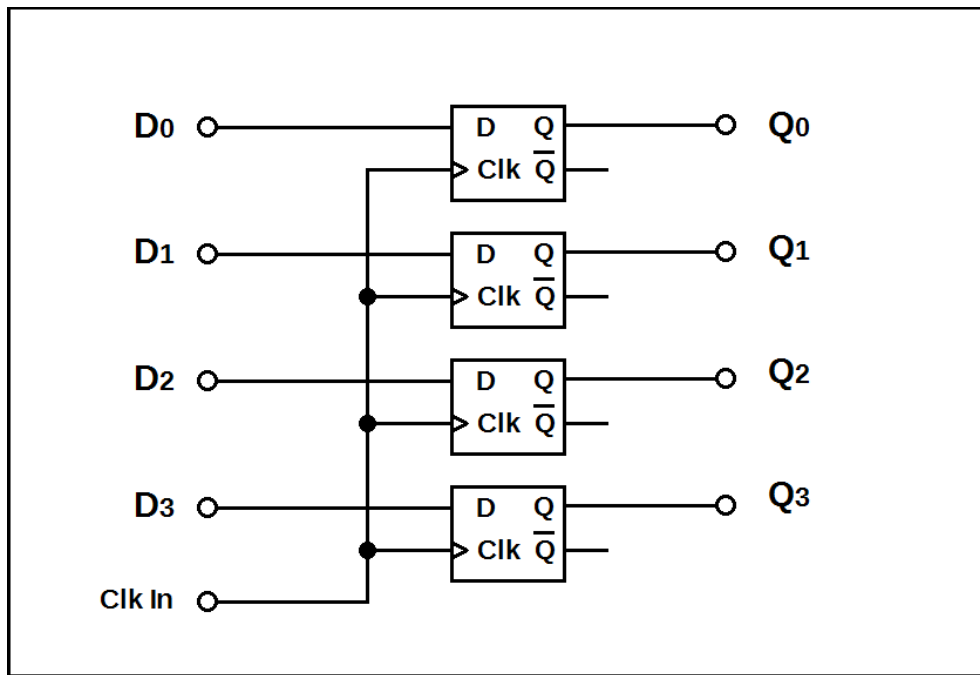 D0 D Q Q0
Clk Q̅
D1 D Q Q1
Clk Q̅
D2 D Q Q2
Clk Q̅
D3 D Q Q3
Clk Q̅
Clk In